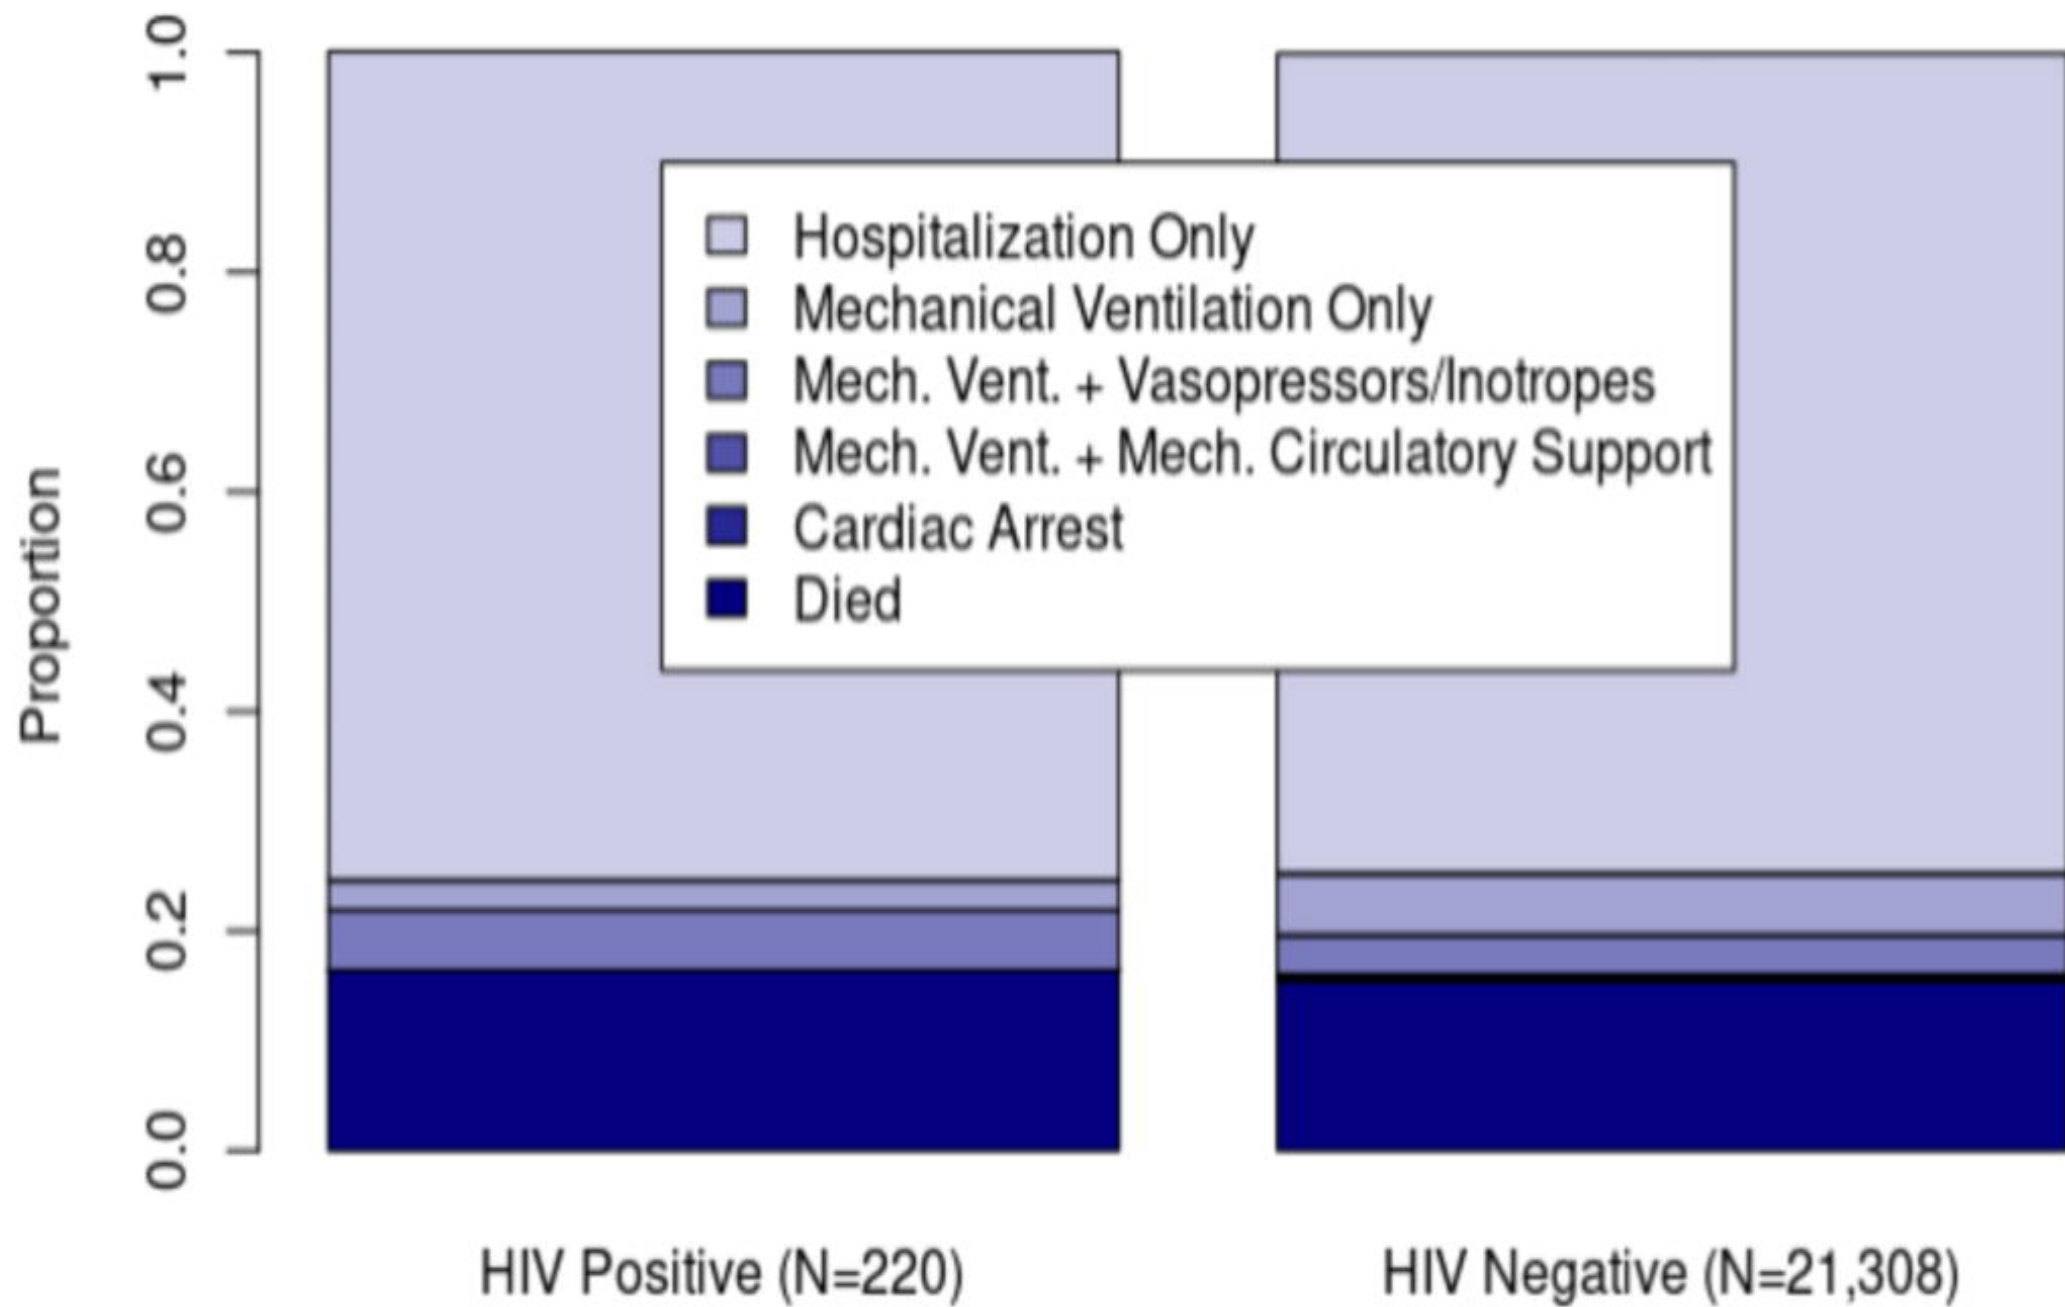 Proportion
1.0
0.8
0.6
0.4
0.2
0.0
Hospitalization Only
Mechanical Ventilation Only
Mech. Vent. + Vasopressors/Inotropes
Mech. Vent. + Mech. Circulatory Support
Cardiac Arrest
Died
HIV Positive (N=220)
HIV Negative (N=21,308)